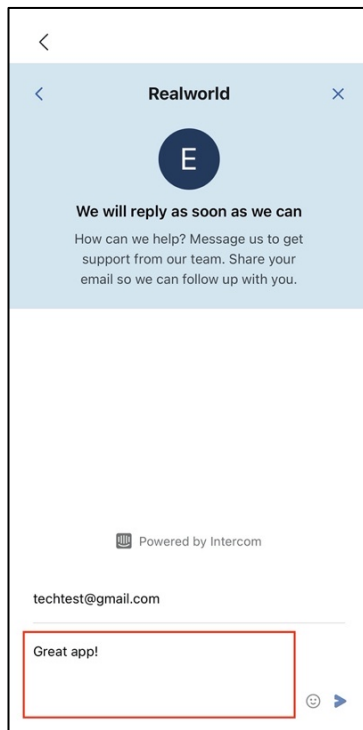 Realworld
E
We will reply as soon as we can
How can we help? Message us to get
support from our team. Share your
email so we can follow up with you.
Powered by Intercom
techtest@gmail.com
Great app!